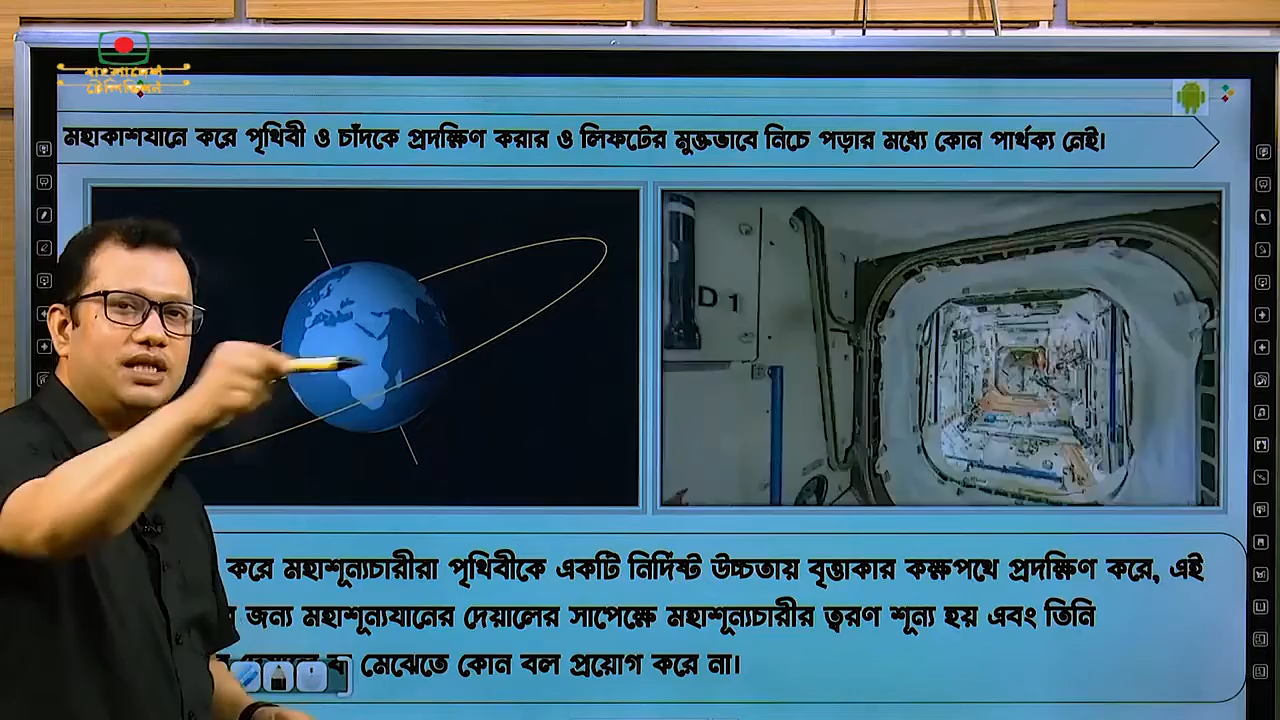 বাংলাদেশ
টেলিভিশন
মহাকাশযানে করে পৃথিবী ও চাঁদকে প্রদক্ষিণ করার ও লিফটের মুক্তভাবে নিচে পড়ার মধ্যে কোন পার্থক্য নেই।
D 1
করে মহাশূন্যচারীরা পৃথিবীকে একটি নির্দিষ্ট উচ্চতায় বৃত্তাকার কক্ষপথে প্রদক্ষিণ করে, এই
জন্য মহাশূন্যযানের দেয়ালের সাপেক্ষে মহাশূন্যচারীর ত্বরণ শূন্য হয় এবং তিনি
মেঝেতে কোন বল প্রয়োগ করে না।